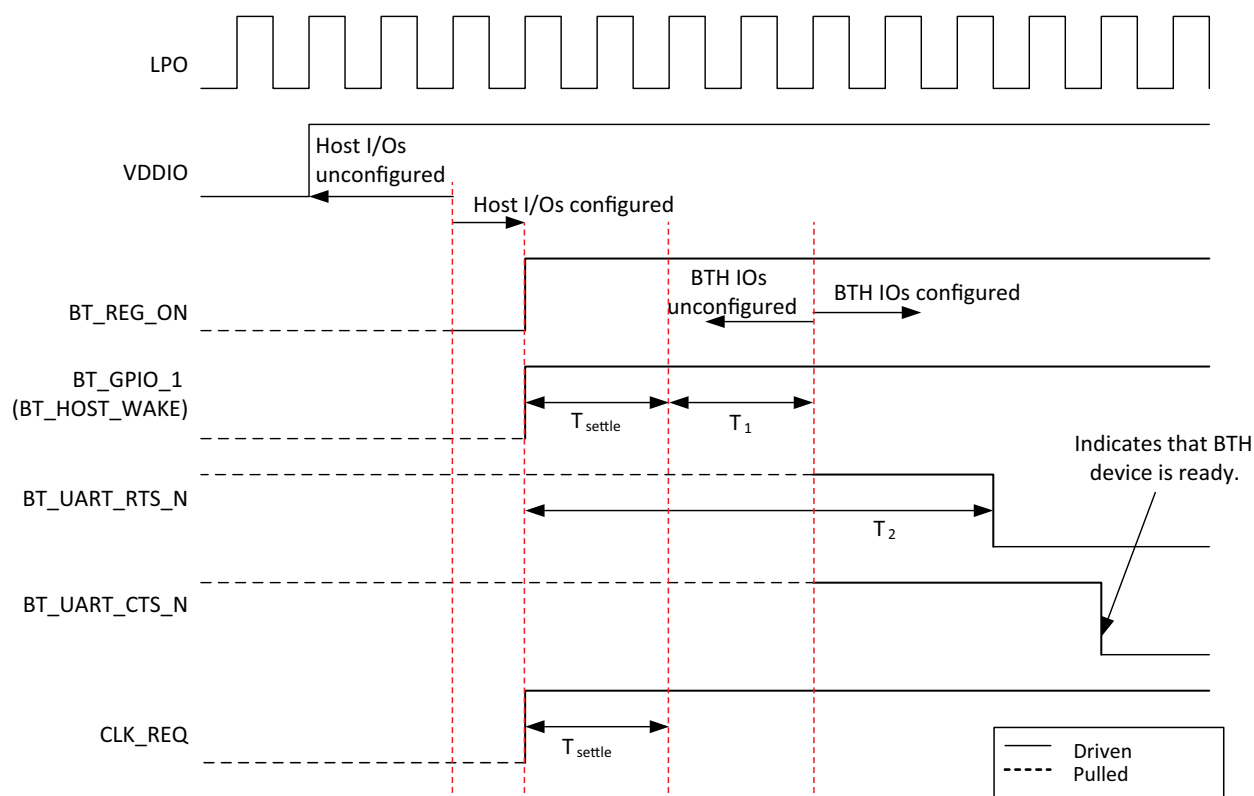 LPO
VDDIO
Host I/Os
unconfigured
Host I/Os configured
BT_REG_ON
BTH IOs
unconfigured
BTH IOs configured
BT_GPIO_1
(BT_HOST_WAKE)
T settle
T 1
Indicates that BTH
device is ready.
BT_UART_RTS_N
T 2
BT_UART_CTS_N
CLK_REQ
T settle
Driven
Pulled